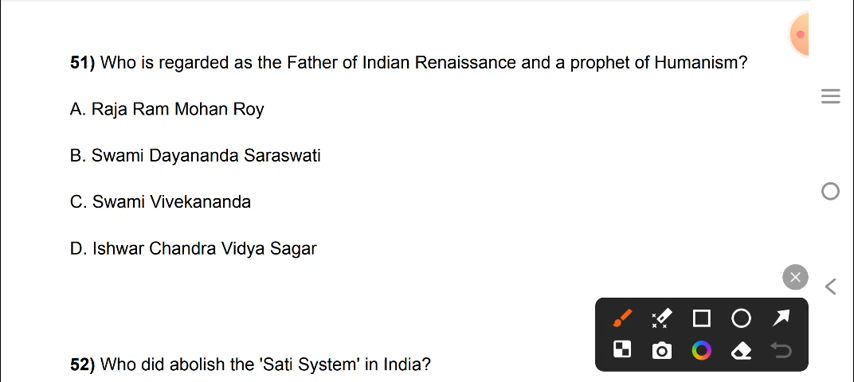 51) Who is regarded as the Father of Indian Renaissance and a prophet of Humanism?
A. Raja Ram Mohan Roy
B. Swami Dayananda Saraswati
C. Swami Vivekananda
D. Ishwar Chandra Vidya Sagar
52) Who did abolish the 'Sati System' in India?